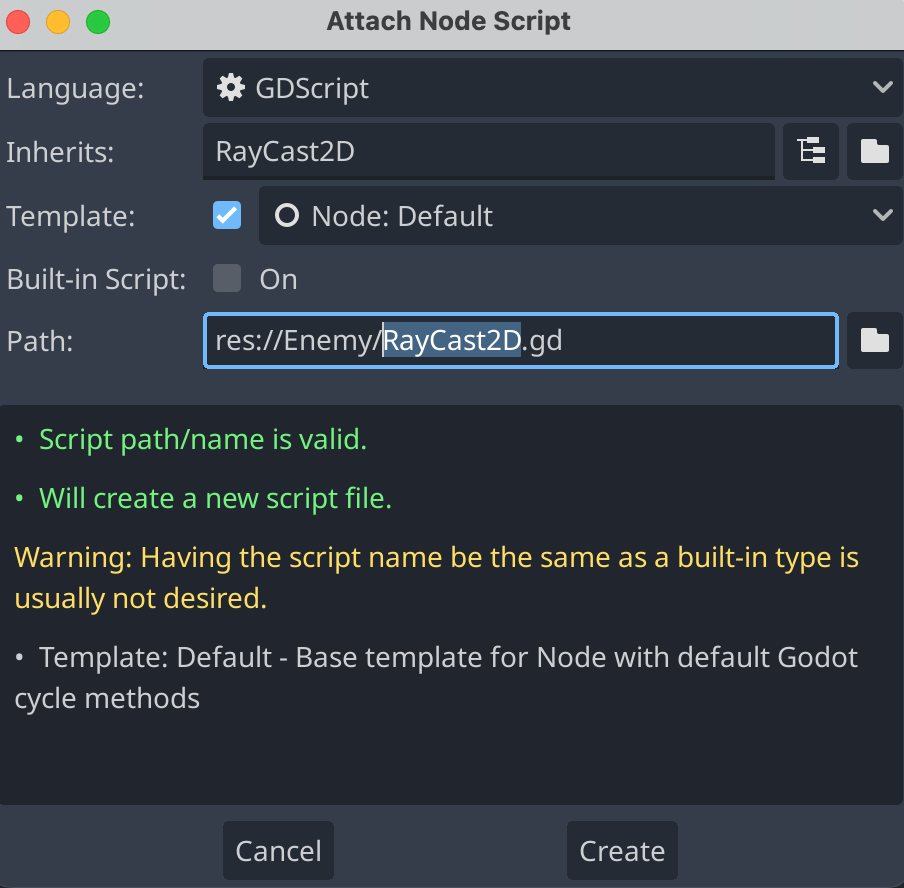 Attach Node Script
Language: GDScript
Inherits: RayCast2D
Template: Node: Default
Built-in Script: On
Path: res://Enemy/RayCast2D.gd
• Script path/name is valid.
• Will create a new script file.
Warning: Having the script name be the same as a built-in type is
usually not desired.
• Template: Default - Base template for Node with default Godot
cycle methods
Cancel Create